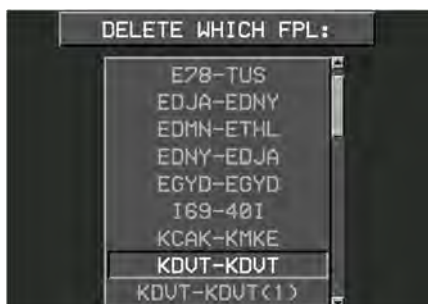 DELETE WHICH FPL:
E78-TUS
EDJA-EDNY
EDMN-ETHL
EDNY-EDJA
EGYD-EGYD
I69-40I
KCAK-KMKE
KDVT-KDVT
KDVT-KDVT(1)